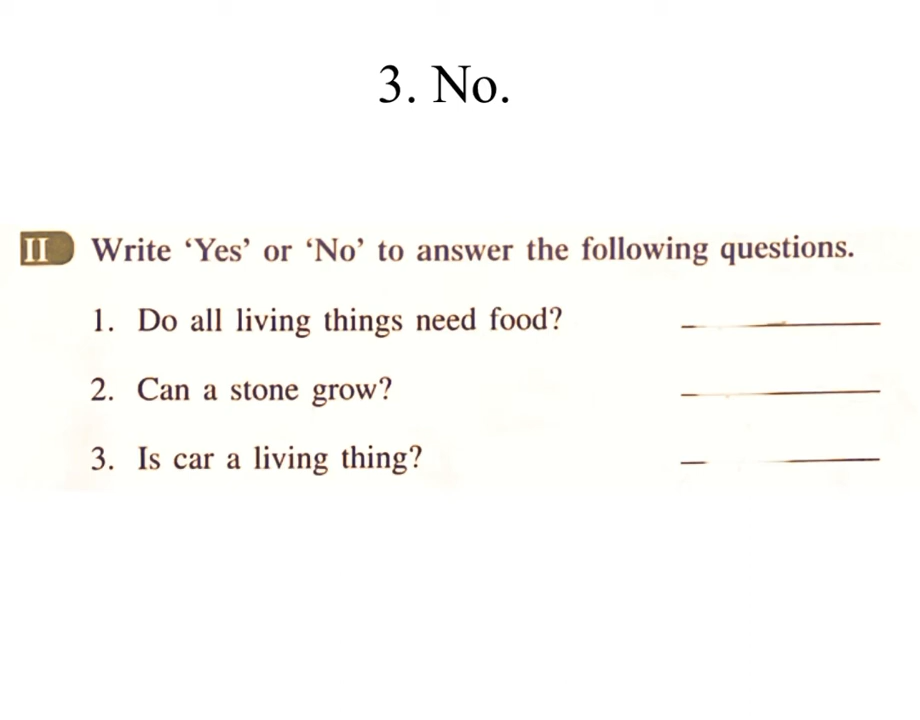 3. No.
II Write ‘Yes’ or ‘No’ to answer the following questions.
1. Do all living things need food?
2. Can a stone grow?
3. Is car a living thing?